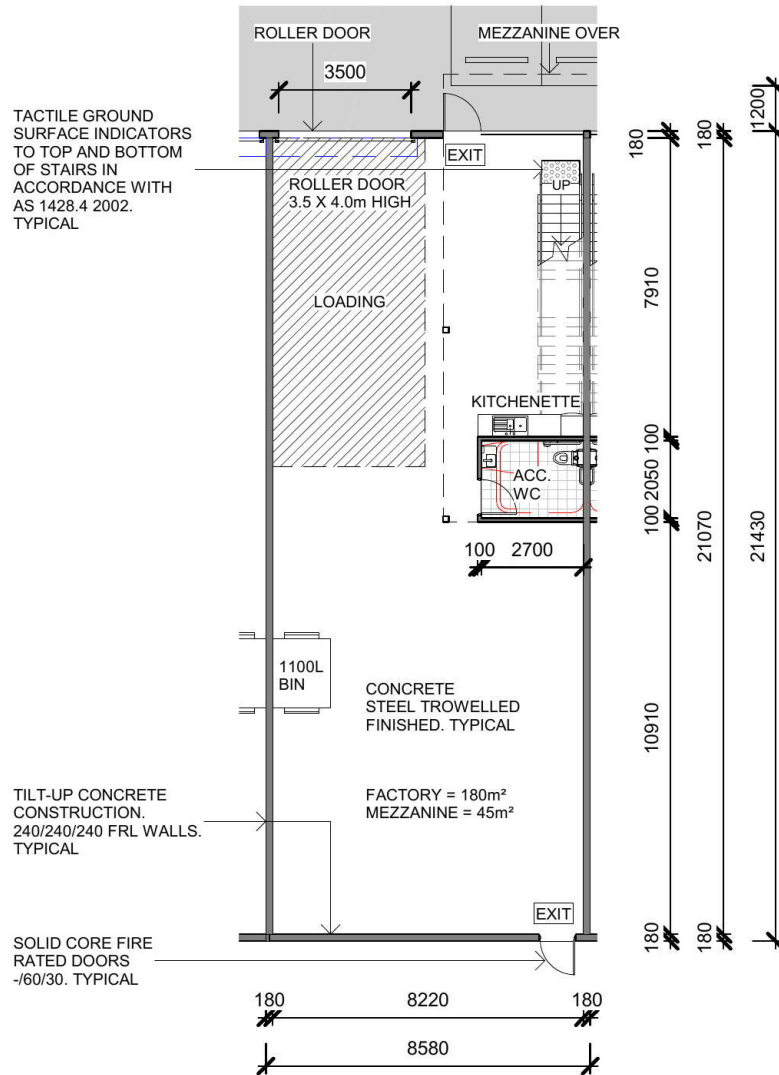 ROLLER DOOR
MEZZANINE OVER
3500
1200
TACTILE GROUND
SURFACE INDICATORS
TO TOP AND BOTTOM
OF STAIRS IN
ACCORDANCE WITH
AS 1428.4 2002.
TYPICAL
180
180
EXIT
ROLLER DOOR
3.5 X 4.0m HIGH
UP
LOADING
7910
KITCHENETTE
100
ACC.
WC
2050
100
100
2700
21070
21430
1100L
BIN
CONCRETE
STEEL TROWELLED
FINISHED. TYPICAL
10910
FACTORY = 180m²
MEZZANINE = 45m²
TILT-UP CONCRETE
CONSTRUCTION.
240/240/240 FRL WALLS.
TYPICAL
EXIT
SOLID CORE FIRE
RATED DOORS
-/60/30. TYPICAL
180
180
180
8220
180
8580